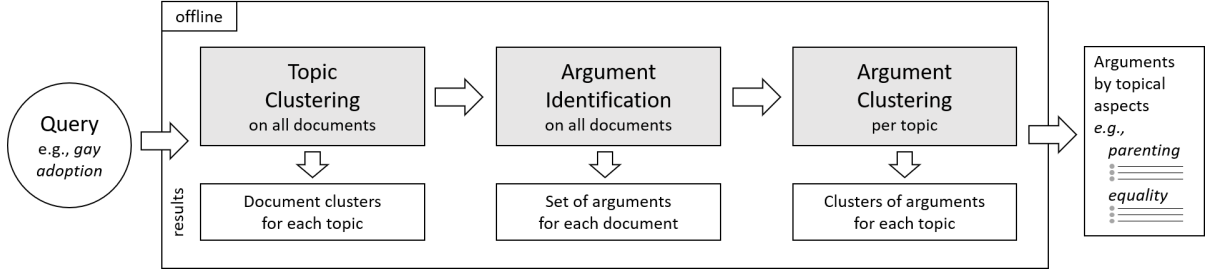 offline
Query
e.g., gay
adoption
Topic
Clustering
on all documents
Argument
Identification
on all documents
Argument
Clustering
per topic
results
Document clusters
for each topic
Set of arguments
for each document
Clusters of arguments
for each topic
Arguments
by topical
aspects
e.g.,
parenting
equality